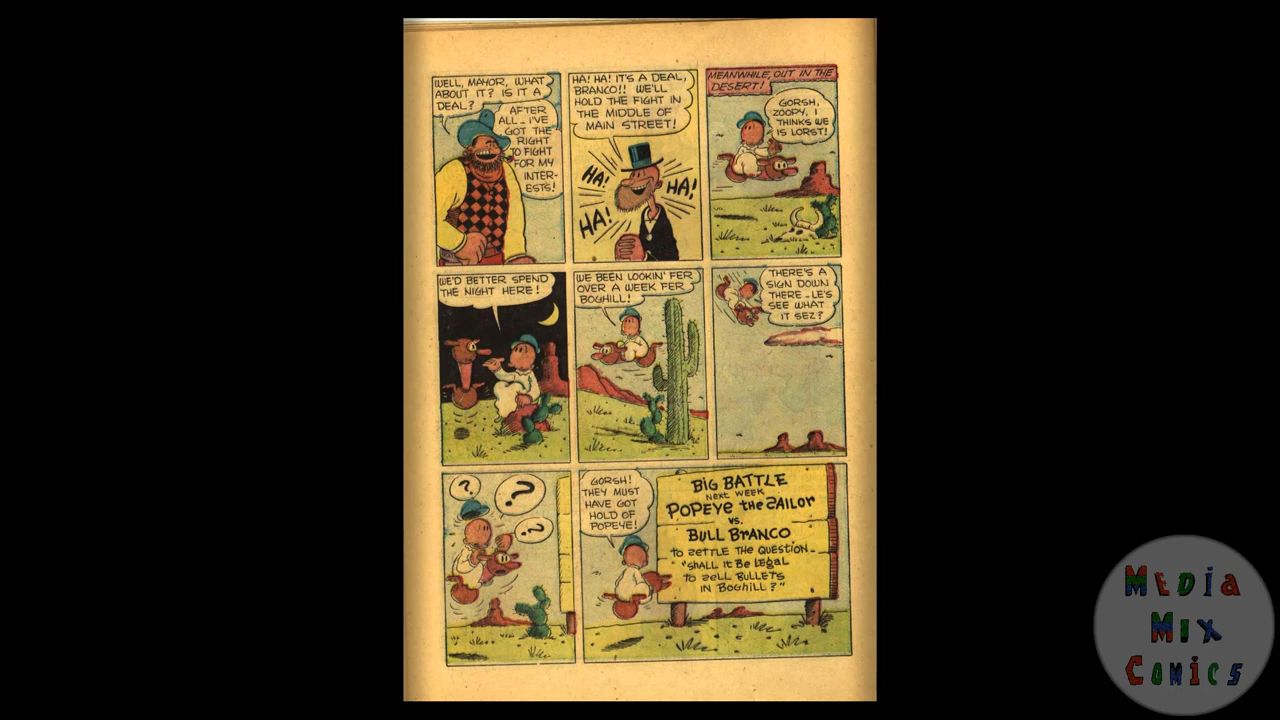 WELL, MAYOR, WHAT
ABOUT IT? IS IT A
DEAL?
AFTER
ALL - I'VE
GOT THE
RIGHT
TO FIGHT
FOR MY
INTER-
ESTS!
HA! HA! IT'S A DEAL,
BRANCO!! WE'LL
HOLD THE FIGHT IN
THE MIDDLE OF
MAIN STREET!
HA!
HA!
HA!
MEANWHILE, OUT IN THE
DESERT!
GORSH,
ZOOPY, I
THINKS WE
IS LORST!
WE'D BETTER SPEND
THE NIGHT HERE!
WE BEEN LOOKIN' FER
OVER A WEEK FER
BOGHILL!
THERE'S A
SIGN DOWN
THERE - LE'S
SEE WHAT
IT SEZ?
?
?
?
GORSH!
THEY MUST
HAVE GOT
HOLD OF
POPEYE!
BIG BATTLE
NEXT WEEK
POPEYE the SAILOR
VS.
BULL BRANCO
to SETTLE THE QUESTION -
"SHALL It Be LEGAL
to SELL BULLETS
IN BOGHILL?"
MEDiA
MiX
COMiCS